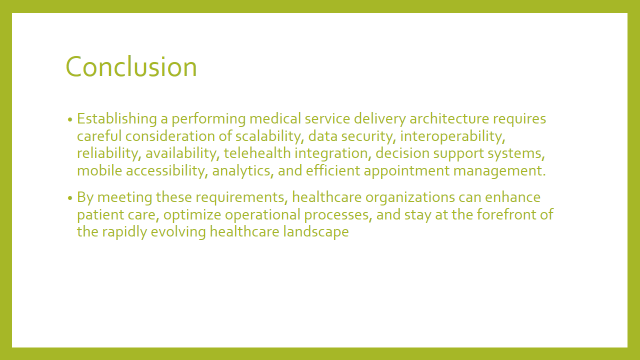 Conclusion
• Establishing a performing medical service delivery architecture requires
careful consideration of scalability, data security, interoperability,
reliability, availability, telehealth integration, decision support systems,
mobile accessibility, analytics, and efficient appointment management.
• By meeting these requirements, healthcare organizations can enhance
patient care, optimize operational processes, and stay at the forefront of
the rapidly evolving healthcare landscape